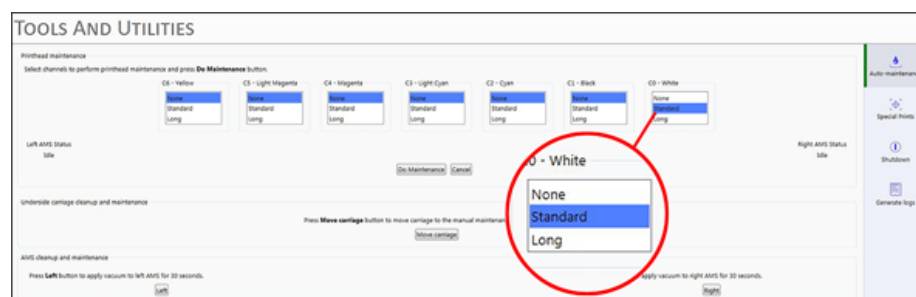 TOOLS AND UTILITIES
Printhead maintenance
Select channels to perform printhead maintenance and press Do Maintenance button.
C6 - Yellow
None
Standard
Long
C5 - Light Magenta
None
Standard
Long
C4 - Magenta
None
Standard
Long
C3 - Light Cyan
None
Standard
Long
C2 - Cyan
None
Standard
Long
C1 - Black
None
Standard
Long
C0 - White
None
Standard
Long
Left AMS Status
Idle
Right AMS Status
Idle
Do Maintenance Cancel
0 - White
None
Standard
Long
Underside carriage cleanup and maintenance
Press Move carriage button to move carriage to the manual maintenan
Move carriage
AMS cleanup and maintenance
Press Left button to apply vacuum to left AMS for 30 seconds.
Left
apply vacuum to right AMS for 30 seconds.
Right
Auto maintenan
Special Prints
Shutdown
Generate logs